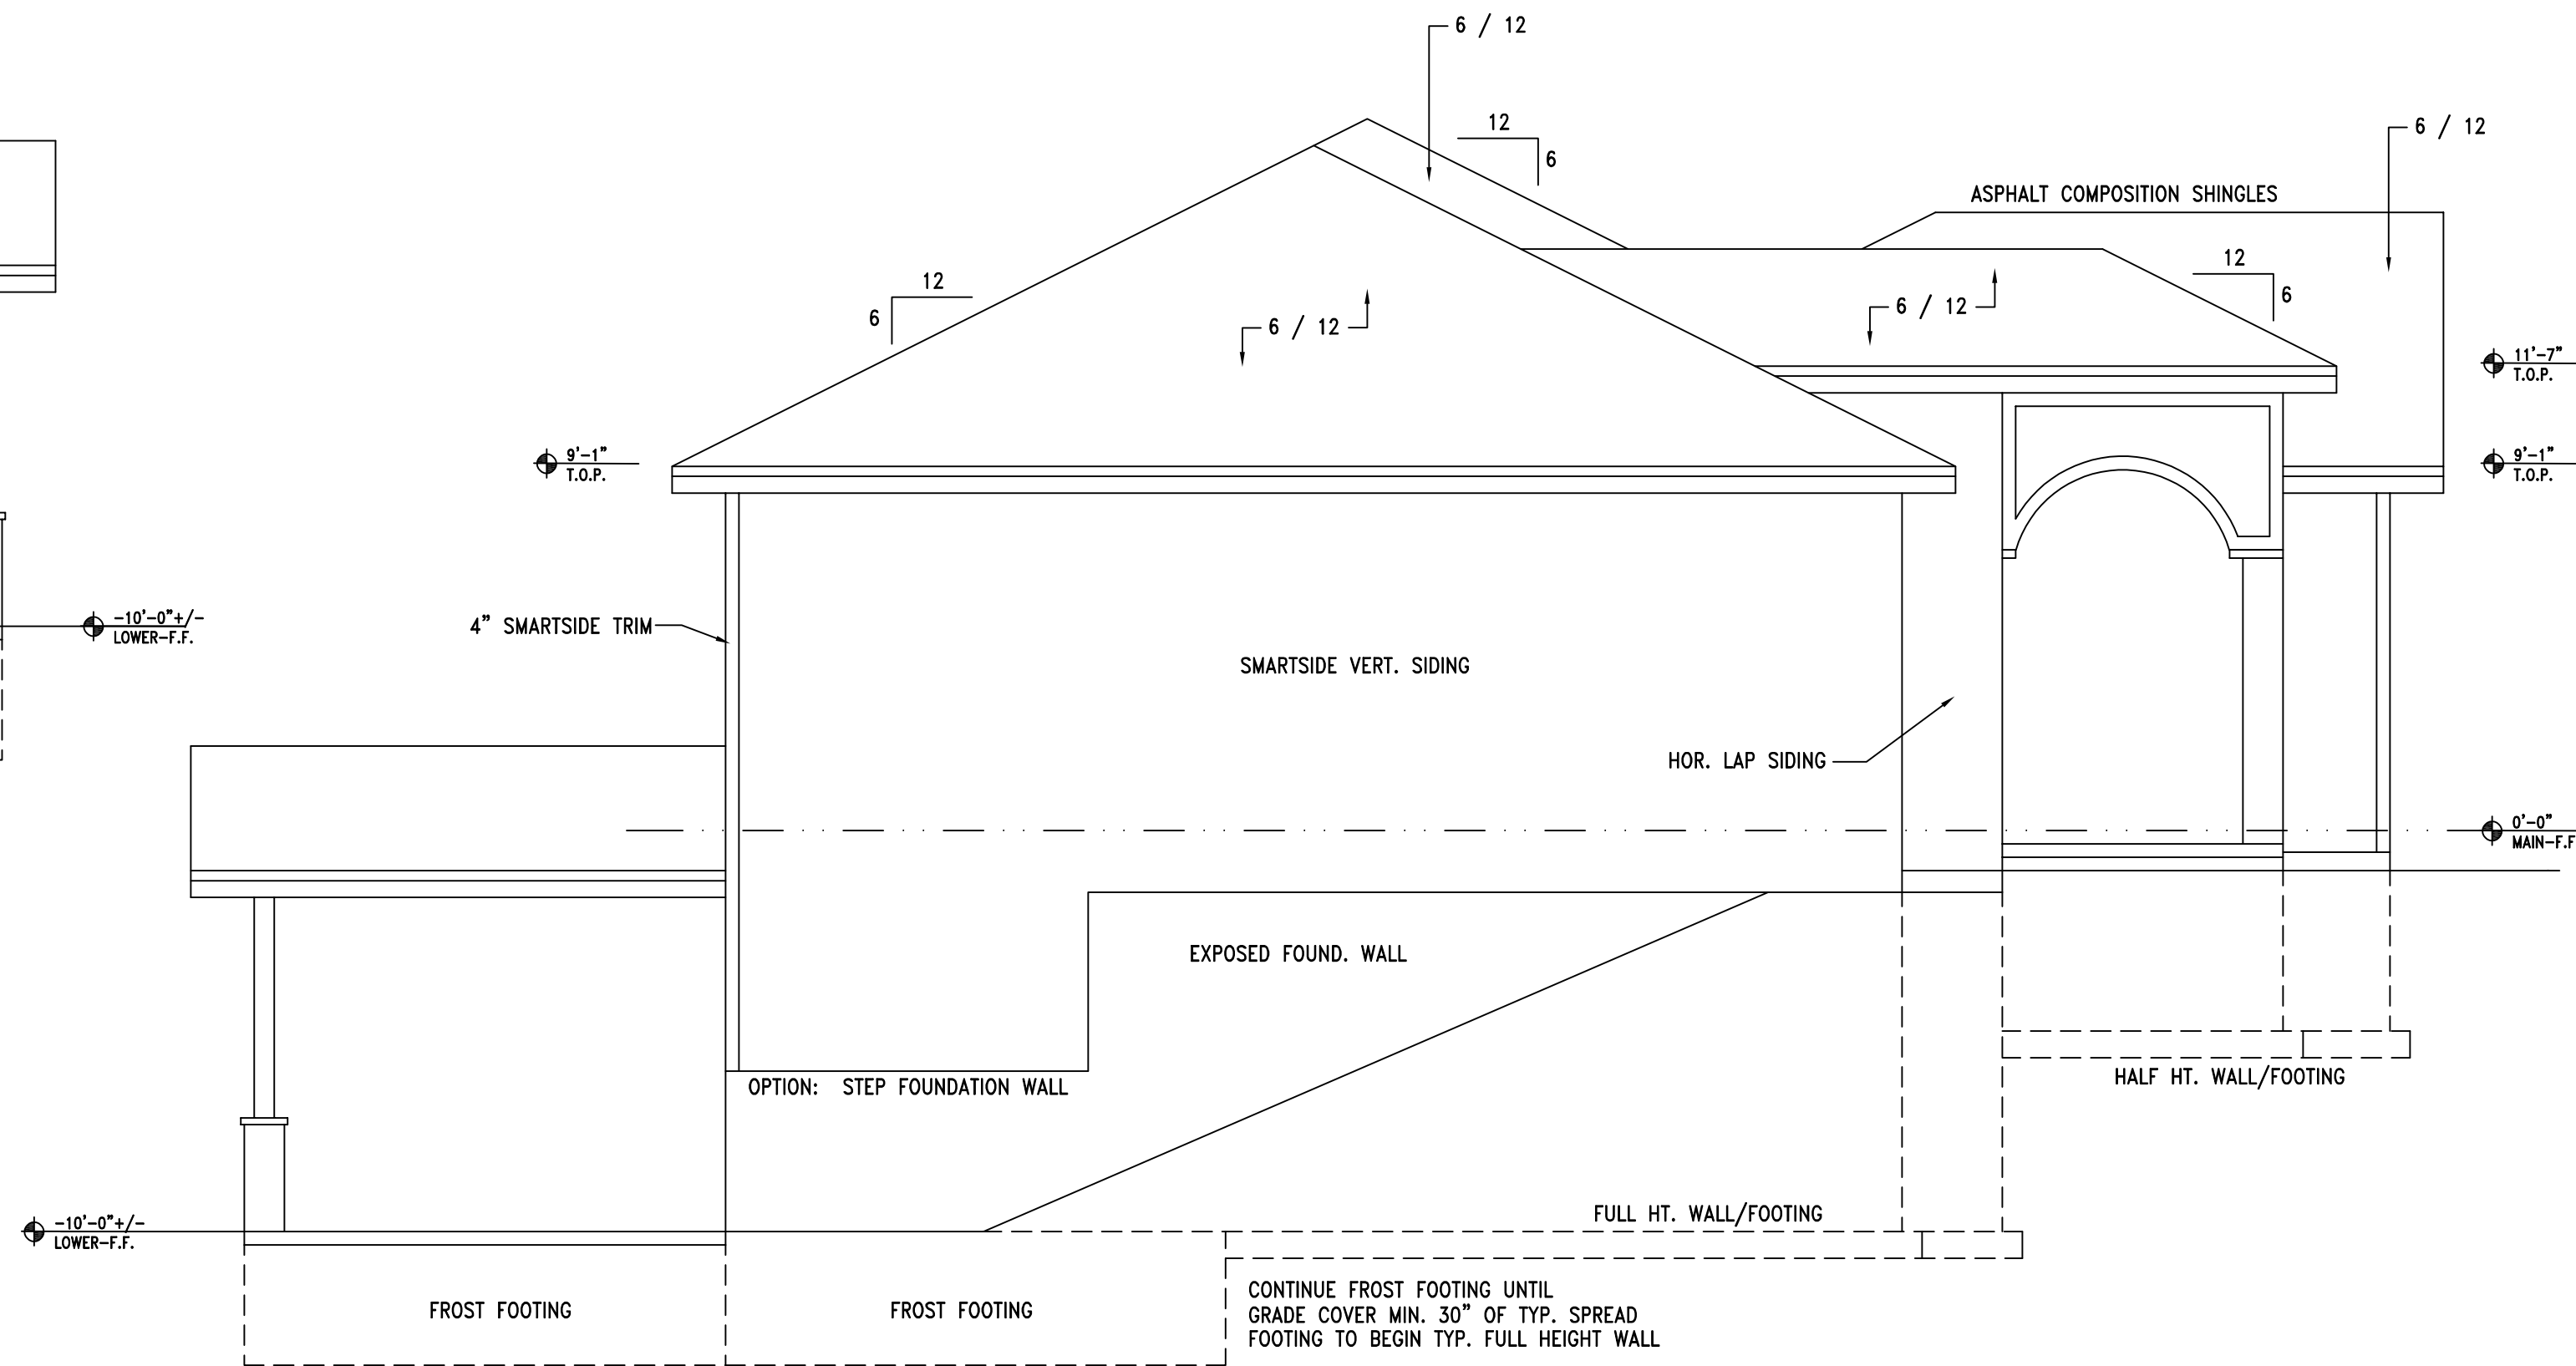 6 / 12
12
6
6 / 12
ASPHALT COMPOSITION SHINGLES
12
6
12
6
6 / 12
6 / 12
11'-7"
T.O.P.
9'-1"
T.O.P.
9'-1"
T.O.P.
-10'-0"+/-
LOWER-F.F.
4" SMARTSIDE TRIM
SMARTSIDE VERT. SIDING
HOR. LAP SIDING
0'-0"
MAIN-F.F
EXPOSED FOUND. WALL
OPTION: STEP FOUNDATION WALL
HALF HT. WALL/FOOTING
FULL HT. WALL/FOOTING
-10'-0"+/-
LOWER-F.F.
FROST FOOTING
FROST FOOTING
CONTINUE FROST FOOTING UNTIL
GRADE COVER MIN. 30" OF TYP. SPREAD
FOOTING TO BEGIN TYP. FULL HEIGHT WALL